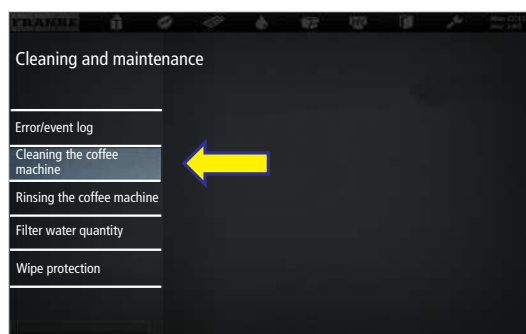 FRANKE
Cleaning and maintenance
Error/event log
Cleaning the coffee
machine
Rinsing the coffee machine
Filter water quantity
Wipe protection